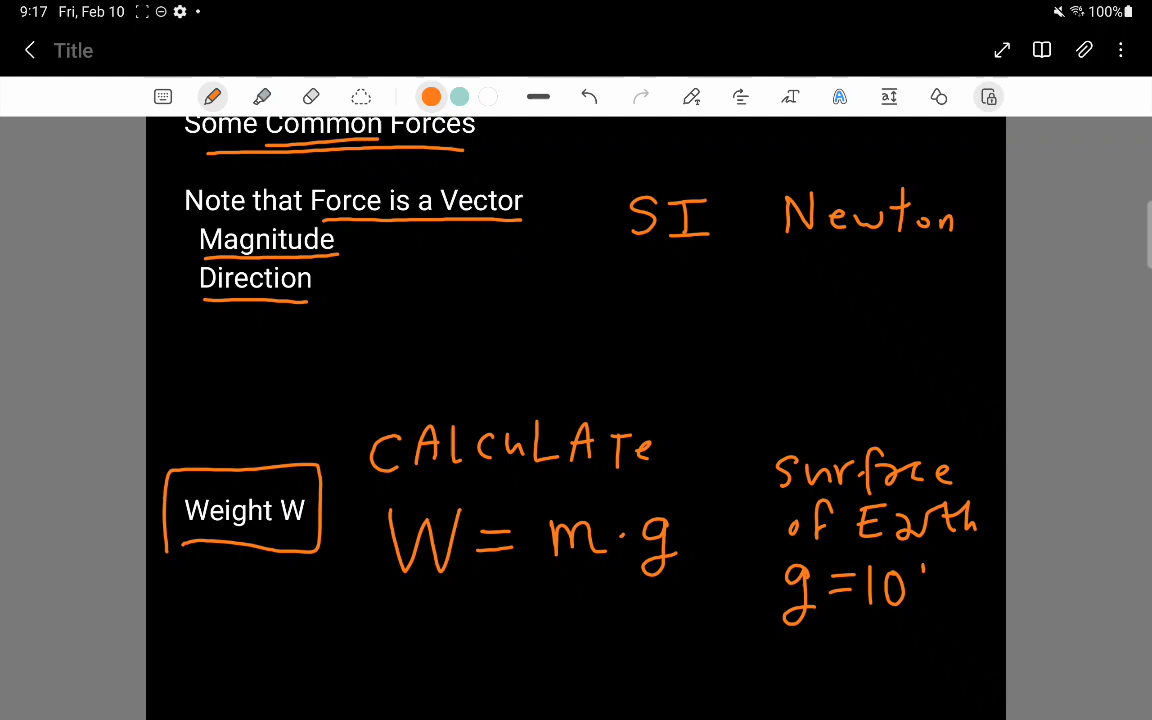 9:17 Fri, Feb 10
100%
Title
Some Common Forces
Note that Force is a Vector
SI Newton
Magnitude
Direction
CALCULATe
Surface
of Earth
Weight W
W = m · g
g = 10